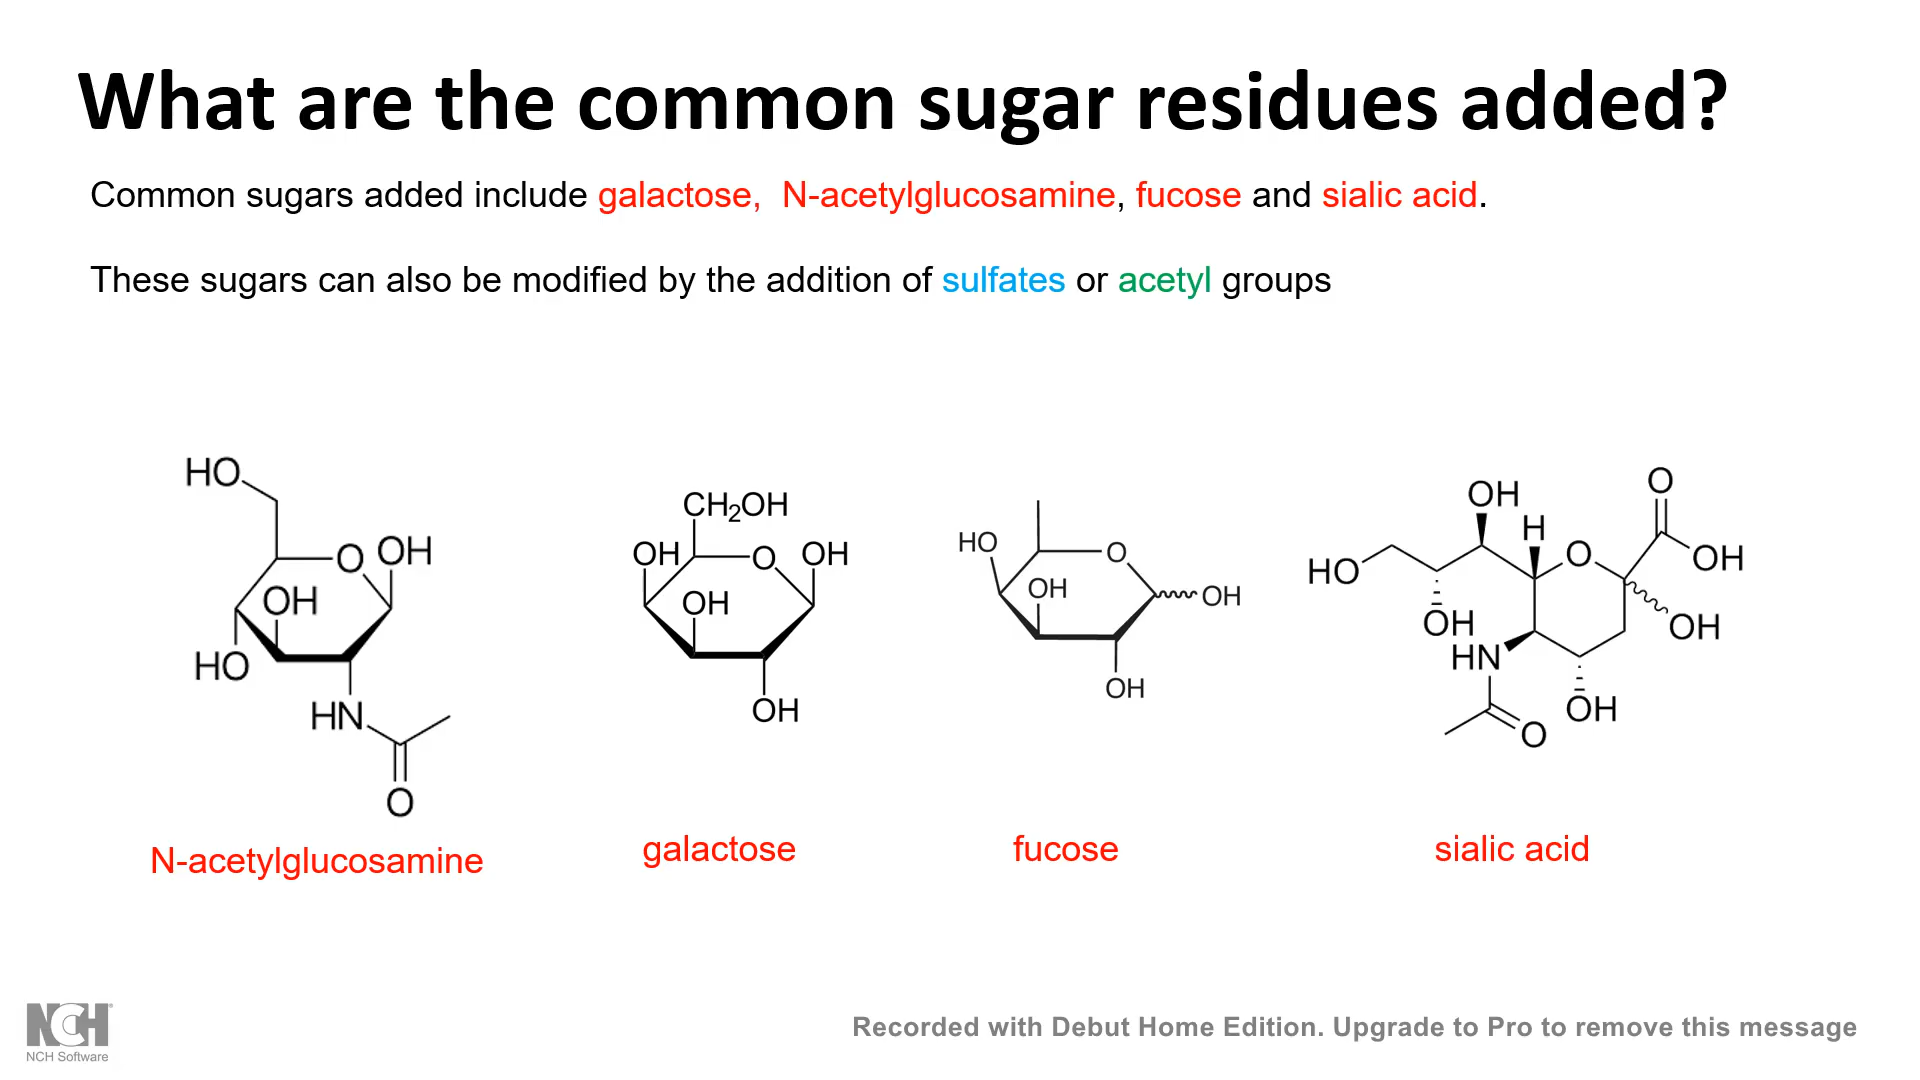 What are the common sugar residues added?
Common sugars added include galactose,  N-acetylglucosamine, fucose and sialic acid.
These sugars can also be modified by the addition of sulfates or acetyl groups
HO
O OH
OH
HO
HN
O
N-acetylglucosamine
CH₂OH
OH O OH
OH
OH
galactose
HO
O
OH
OH
OH
fucose
O
OH
H
O
OH
HO
OH
OH
HN
OH
O
sialic acid
NCH
NCH Software
Recorded with Debut Home Edition. Upgrade to Pro to remove this message